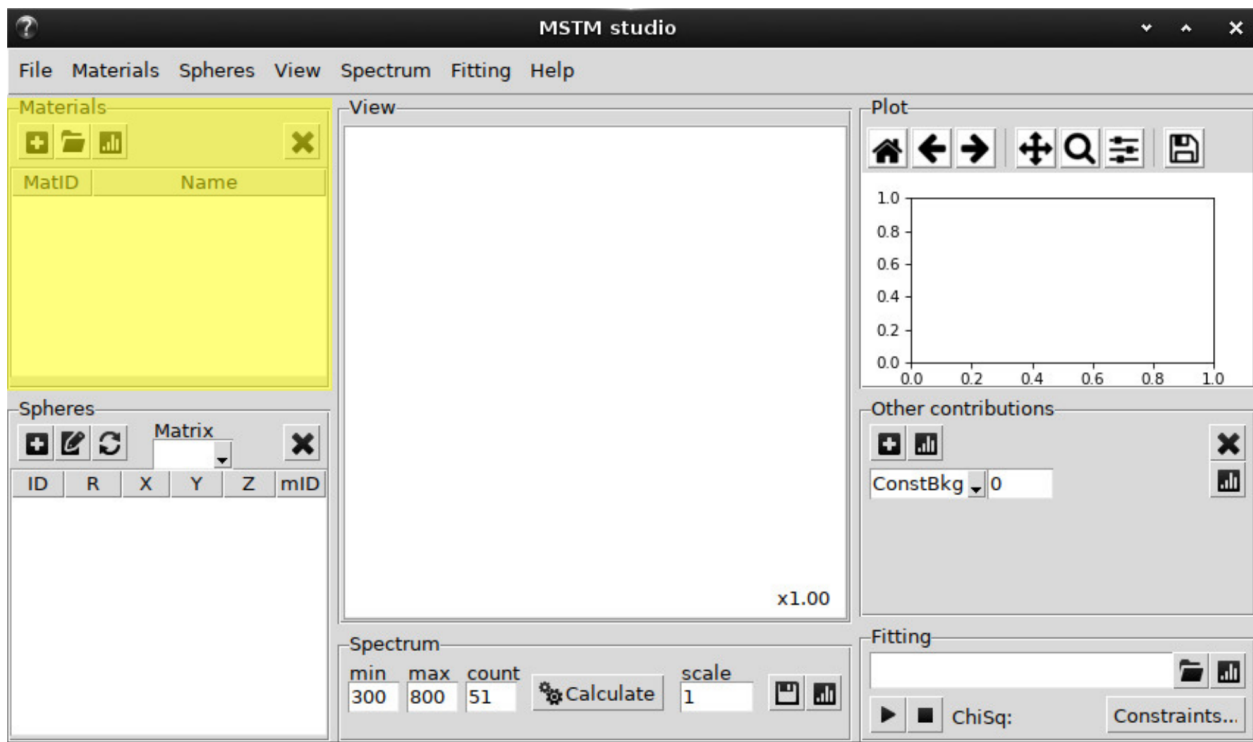 MSTM studio
File Materials Spheres View Spectrum Fitting Help
Materials
MatID Name
Spheres
Matrix
ID R X Y Z mID
View
x1.00
Spectrum
min max count scale
300 800 51 Calculate 1
Plot
1.0
0.8
0.6
0.4
0.2
0.0
0.0 0.2 0.4 0.6 0.8 1.0
Other contributions
ConstBkg 0
Fitting
ChiSq: Constraints...